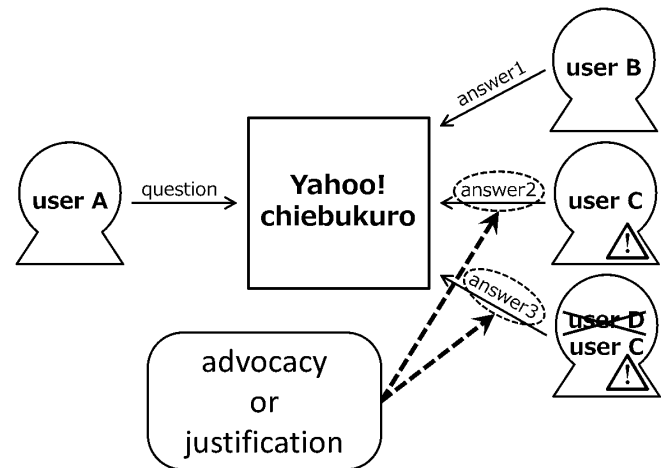 user A
question
Yahoo!
chiebukuro
answer1
user B
answer2
user C
!
answer3
user D
user C
!
advocacy
or
justification